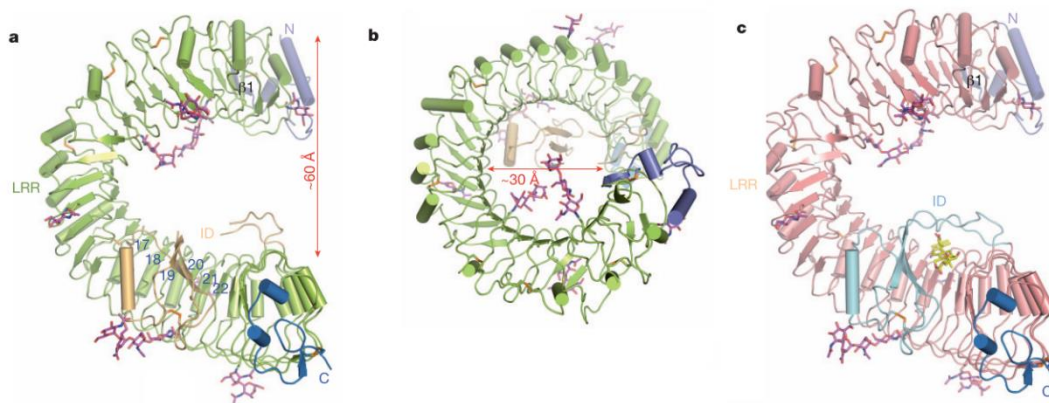 a
N
β1
~60 Å
LRR
ID
17
18
19
20
21
22
C
b
~30 Å
c
N
β1
LRR
ID
C